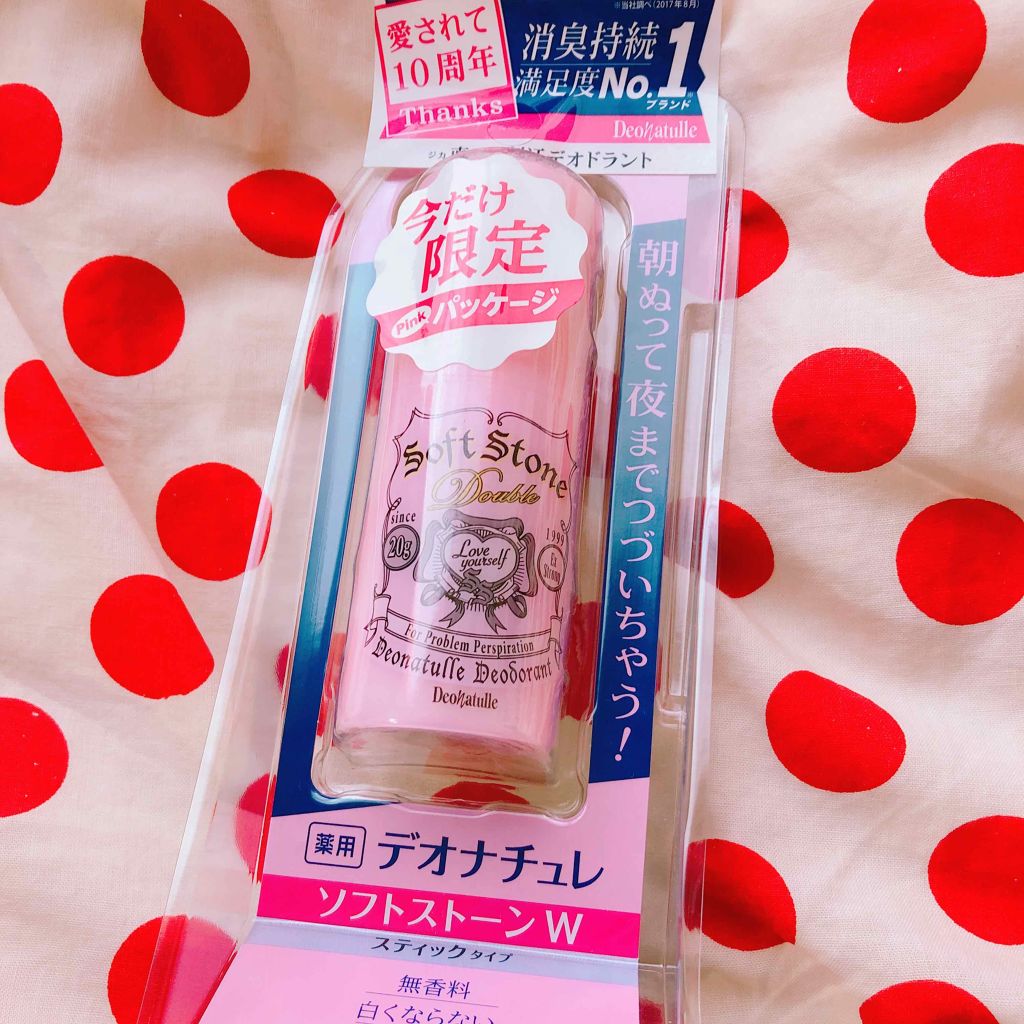 ※当社調べ(2017年8月)
愛されて
10周年
Thanks
消臭持続
満足度No.1※
ブランド
Deonatulle
ジカ
デオドラント
今だけ
限定
Pink パッケージ
朝ぬって夜までつづいちゃう!
Soft Stone
Double
since
1999
20g
Love
yourself
Ex
Strong
For Problem Perspiration
Deonatulle Deodorant
Deonatulle
薬用 デオナチュレ
ソフトストーンW
スティックタイプ
無香料
白くならない